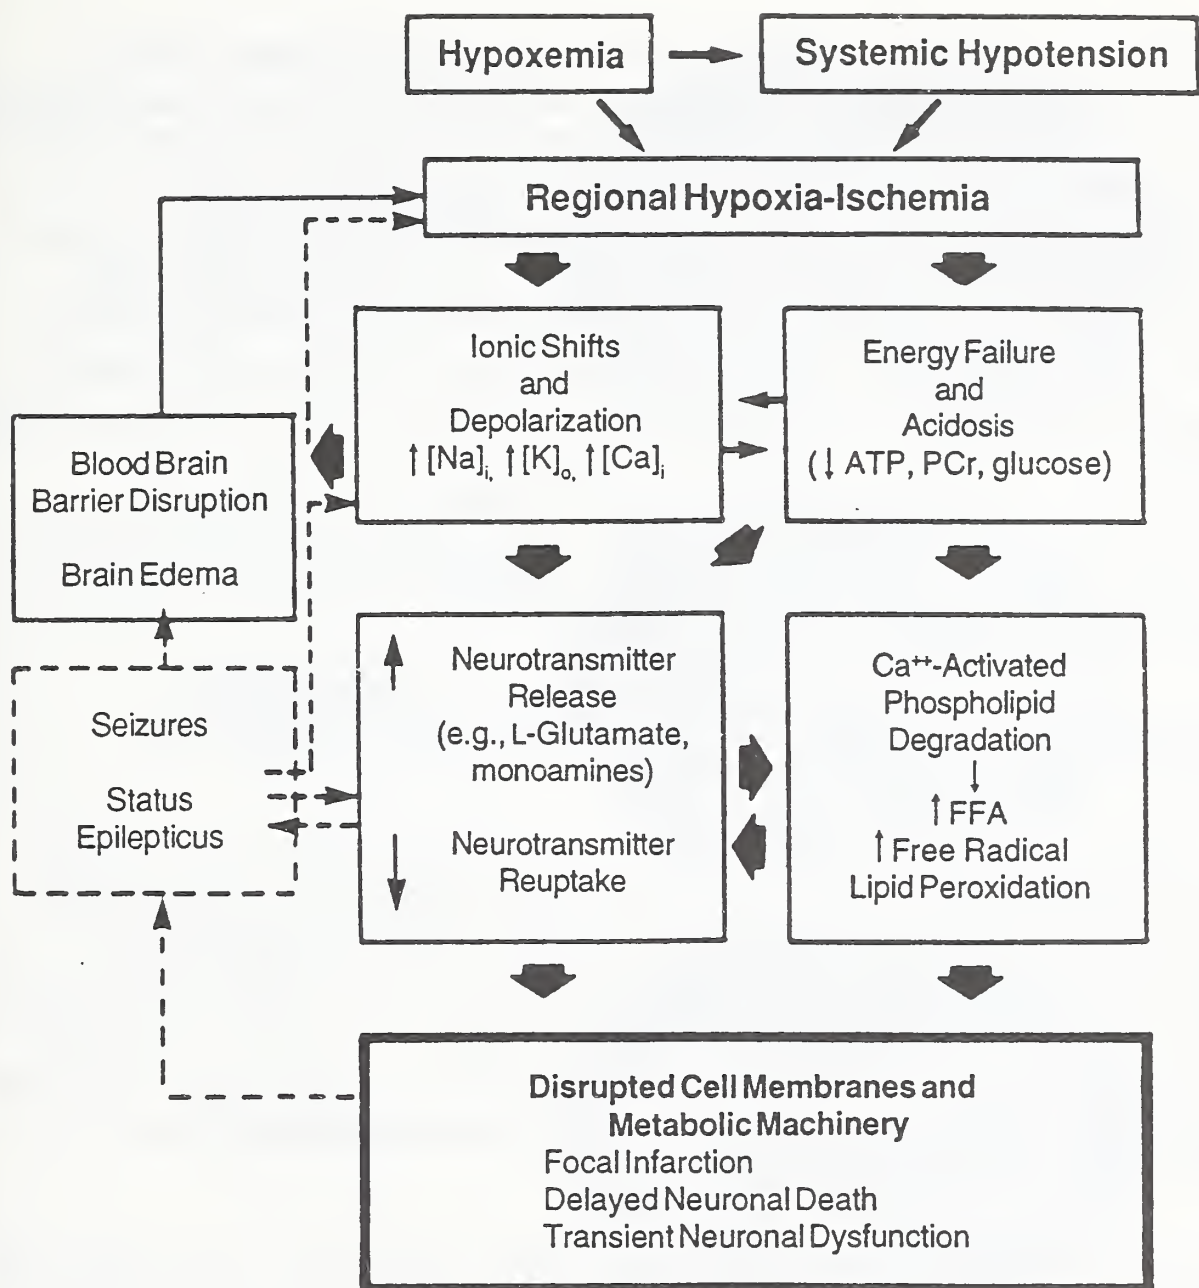 Hypoxemia
Systemic Hypotension
Regional Hypoxia-Ischemia
Ionic Shifts
and
Depolarization
↑ [Na]i, ↑ [K]o, ↑ [Ca]i
Energy Failure
and
Acidosis
(↓ ATP, PCr, glucose)
Blood Brain
Barrier Disruption
Brain Edema
Seizures
Status
Epilepticus
Neurotransmitter
Release
(e.g., L-Glutamate,
monoamines)
Neurotransmitter
Reuptake
Ca⁺⁺-Activated
Phospholipid
Degradation
↑ FFA
↑ Free Radical
Lipid Peroxidation
Disrupted Cell Membranes and
Metabolic Machinery
Focal Infarction
Delayed Neuronal Death
Transient Neuronal Dysfunction